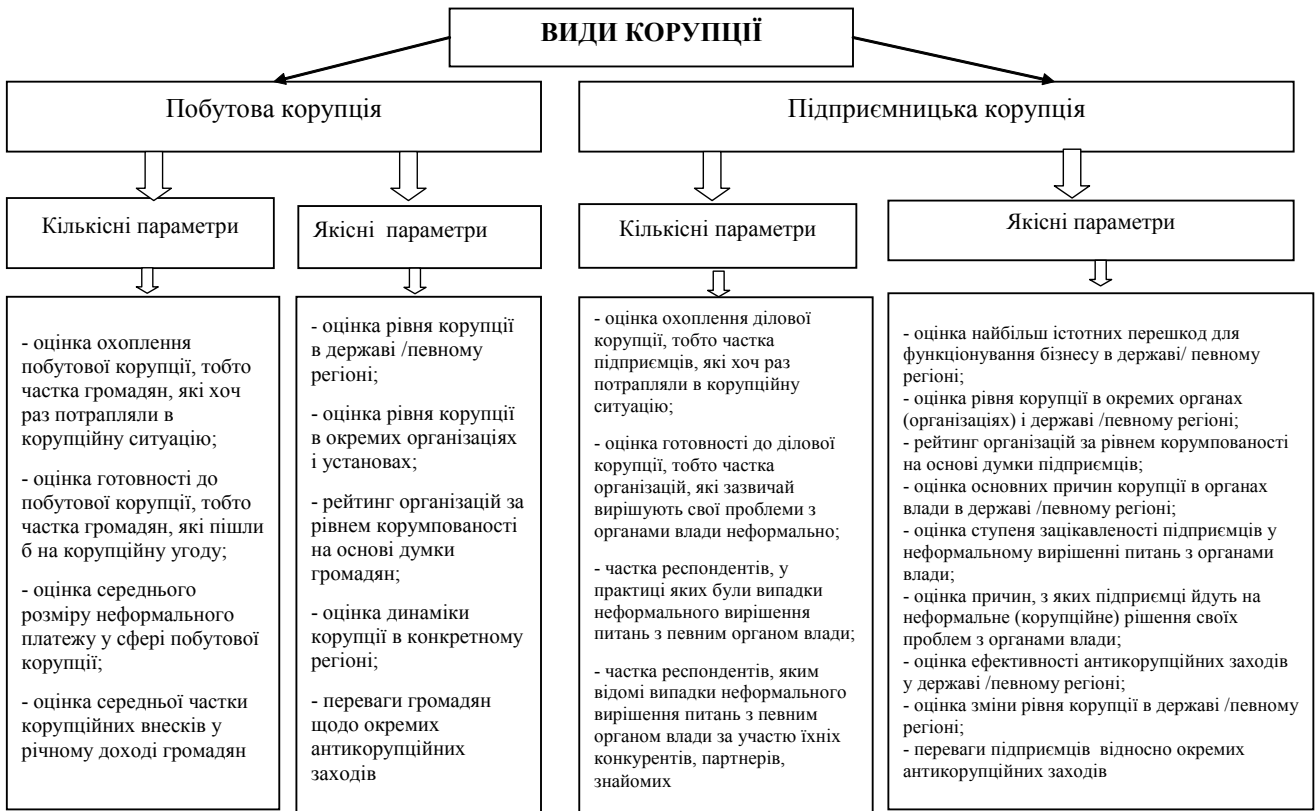 ВИДИ КОРУПЦІЇ
Побутова корупція
Підприємницька корупція
Кількісні параметри
Якісні параметри
Кількісні параметри
Якісні параметри
- оцінка охоплення
побутової корупції, тобто
частка громадян, які хоч
раз потрапляли в
корупційну ситуацію;
- оцінка готовності до
побутової корупції, тобто
частка громадян, які пішли
б на корупційну угоду;
- оцінка середнього
розміру неформального
платежу у сфері побутової
корупції;
- оцінка середньої частки
корупційних внесків у
річному доході громадян
- оцінка рівня корупції
в державі /певному
регіоні;
- оцінка рівня корупції
в окремих організаціях
і установах;
- рейтинг організацій за
рівнем корумпованості
на основі думки
громадян;
- оцінка динаміки
корупції в конкретному
регіоні;
- переваги громадян
щодо окремих
антикорупційних
заходів
- оцінка охоплення ділової
корупції, тобто частка
підприємців, які хоч раз
потрапляли в корупційну
ситуацію;
- оцінка готовності до ділової
корупції, тобто частка
організацій, які зазвичай
вирішують свої проблеми з
органами влади неформально;
- частка респондентів, у
практиці яких були випадки
неформального вирішення
питань з певним органом влади;
- частка респондентів, яким
відомі випадки неформального
вирішення питань з певним
органом влади за участю їхніх
конкурентів, партнерів,
знайомих
- оцінка найбільш істотних перешкод для
функціонування бізнесу в державі/ певному
регіоні;
- оцінка рівня корупції в окремих органах
(організаціях) і державі /певному регіоні;
- рейтинг організацій за рівнем корумпованості
на основі думки підприємців;
- оцінка основних причин корупції в органах
влади в державі /певному регіоні;
- оцінка ступеня зацікавленості підприємців у
неформальному вирішенні питань з органами
влади;
- оцінка причин, з яких підприємці йдуть на
неформальне (корупційне) рішення своїх
проблем з органами влади;
- оцінка ефективності антикорупційних заходів
у державі /певному регіоні;
- оцінка зміни рівня корупції в державі /певному
регіоні;
- переваги підприємців відносно окремих
антикорупційних заходів